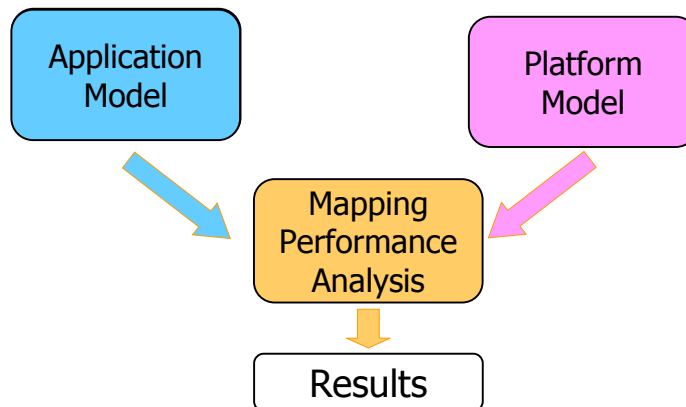 Application
Model
Platform
Model
Mapping
Performance
Analysis
Results